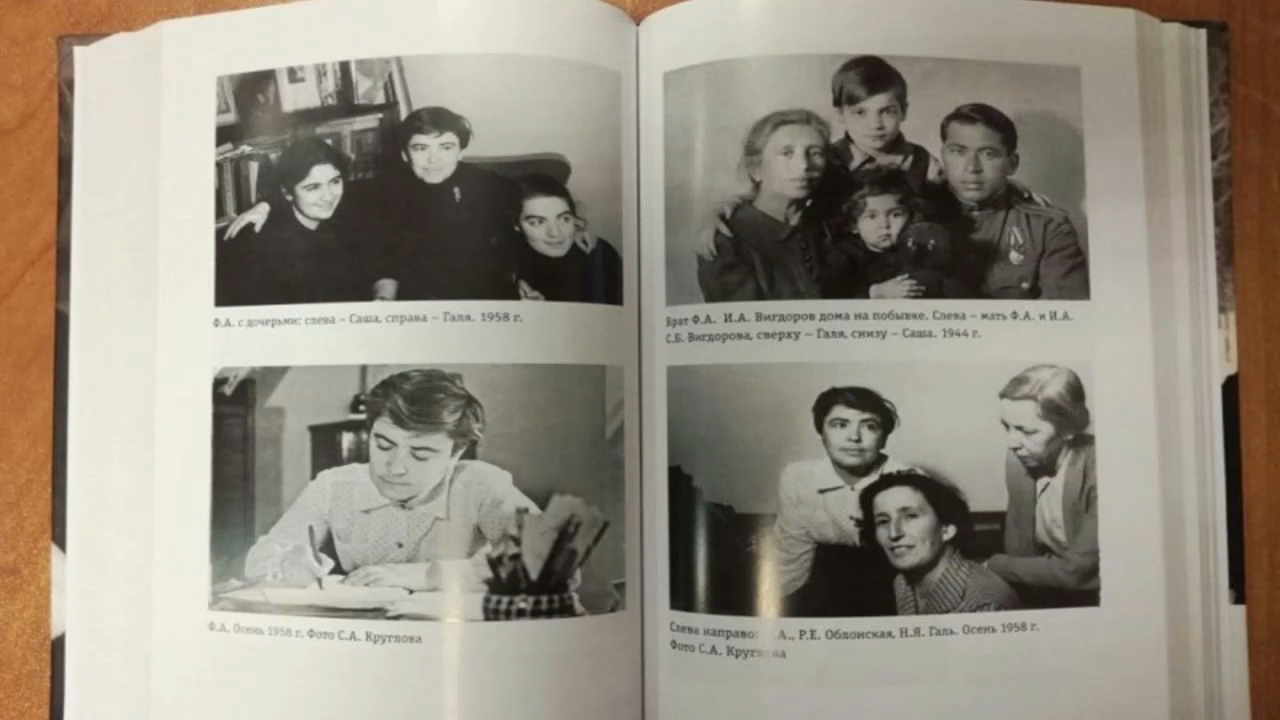 Ф.А. с дочерьми: слева – Саша, справа – Галя. 1958 г.
Ф.А. Осень 1958 г. Фото С.А. Круглова
Брат Ф.А. И.А. Вигдоров дома на побывке. Слева – мать Ф.А. и И.А.
С.Б. Вигдорова, сверху – Галя, снизу – Саша. 1944 г.
Слева направо: .А., Р.Е. Облонская, Н.Я. Галь. Осень 1958 г.
Фото С.А.